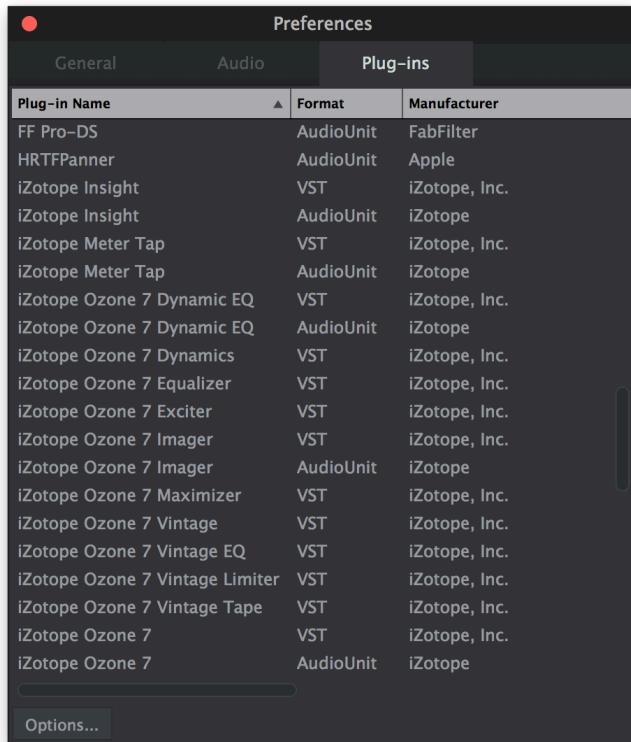 Preferences
General Audio Plug-ins
Plug-in Name Format Manufacturer
FF Pro-DS AudioUnit FabFilter
HRTFPanner AudioUnit Apple
iZotope Insight VST iZotope, Inc.
iZotope Insight AudioUnit iZotope
iZotope Meter Tap VST iZotope, Inc.
iZotope Meter Tap AudioUnit iZotope
iZotope Ozone 7 Dynamic EQ VST iZotope, Inc.
iZotope Ozone 7 Dynamic EQ AudioUnit iZotope
iZotope Ozone 7 Dynamics VST iZotope, Inc.
iZotope Ozone 7 Equalizer VST iZotope, Inc.
iZotope Ozone 7 Exciter VST iZotope, Inc.
iZotope Ozone 7 Imager VST iZotope, Inc.
iZotope Ozone 7 Imager AudioUnit iZotope
iZotope Ozone 7 Maximizer VST iZotope, Inc.
iZotope Ozone 7 Vintage VST iZotope, Inc.
iZotope Ozone 7 Vintage EQ VST iZotope, Inc.
iZotope Ozone 7 Vintage Limiter VST iZotope, Inc.
iZotope Ozone 7 Vintage Tape VST iZotope, Inc.
iZotope Ozone 7 VST iZotope, Inc.
iZotope Ozone 7 AudioUnit iZotope
Options...